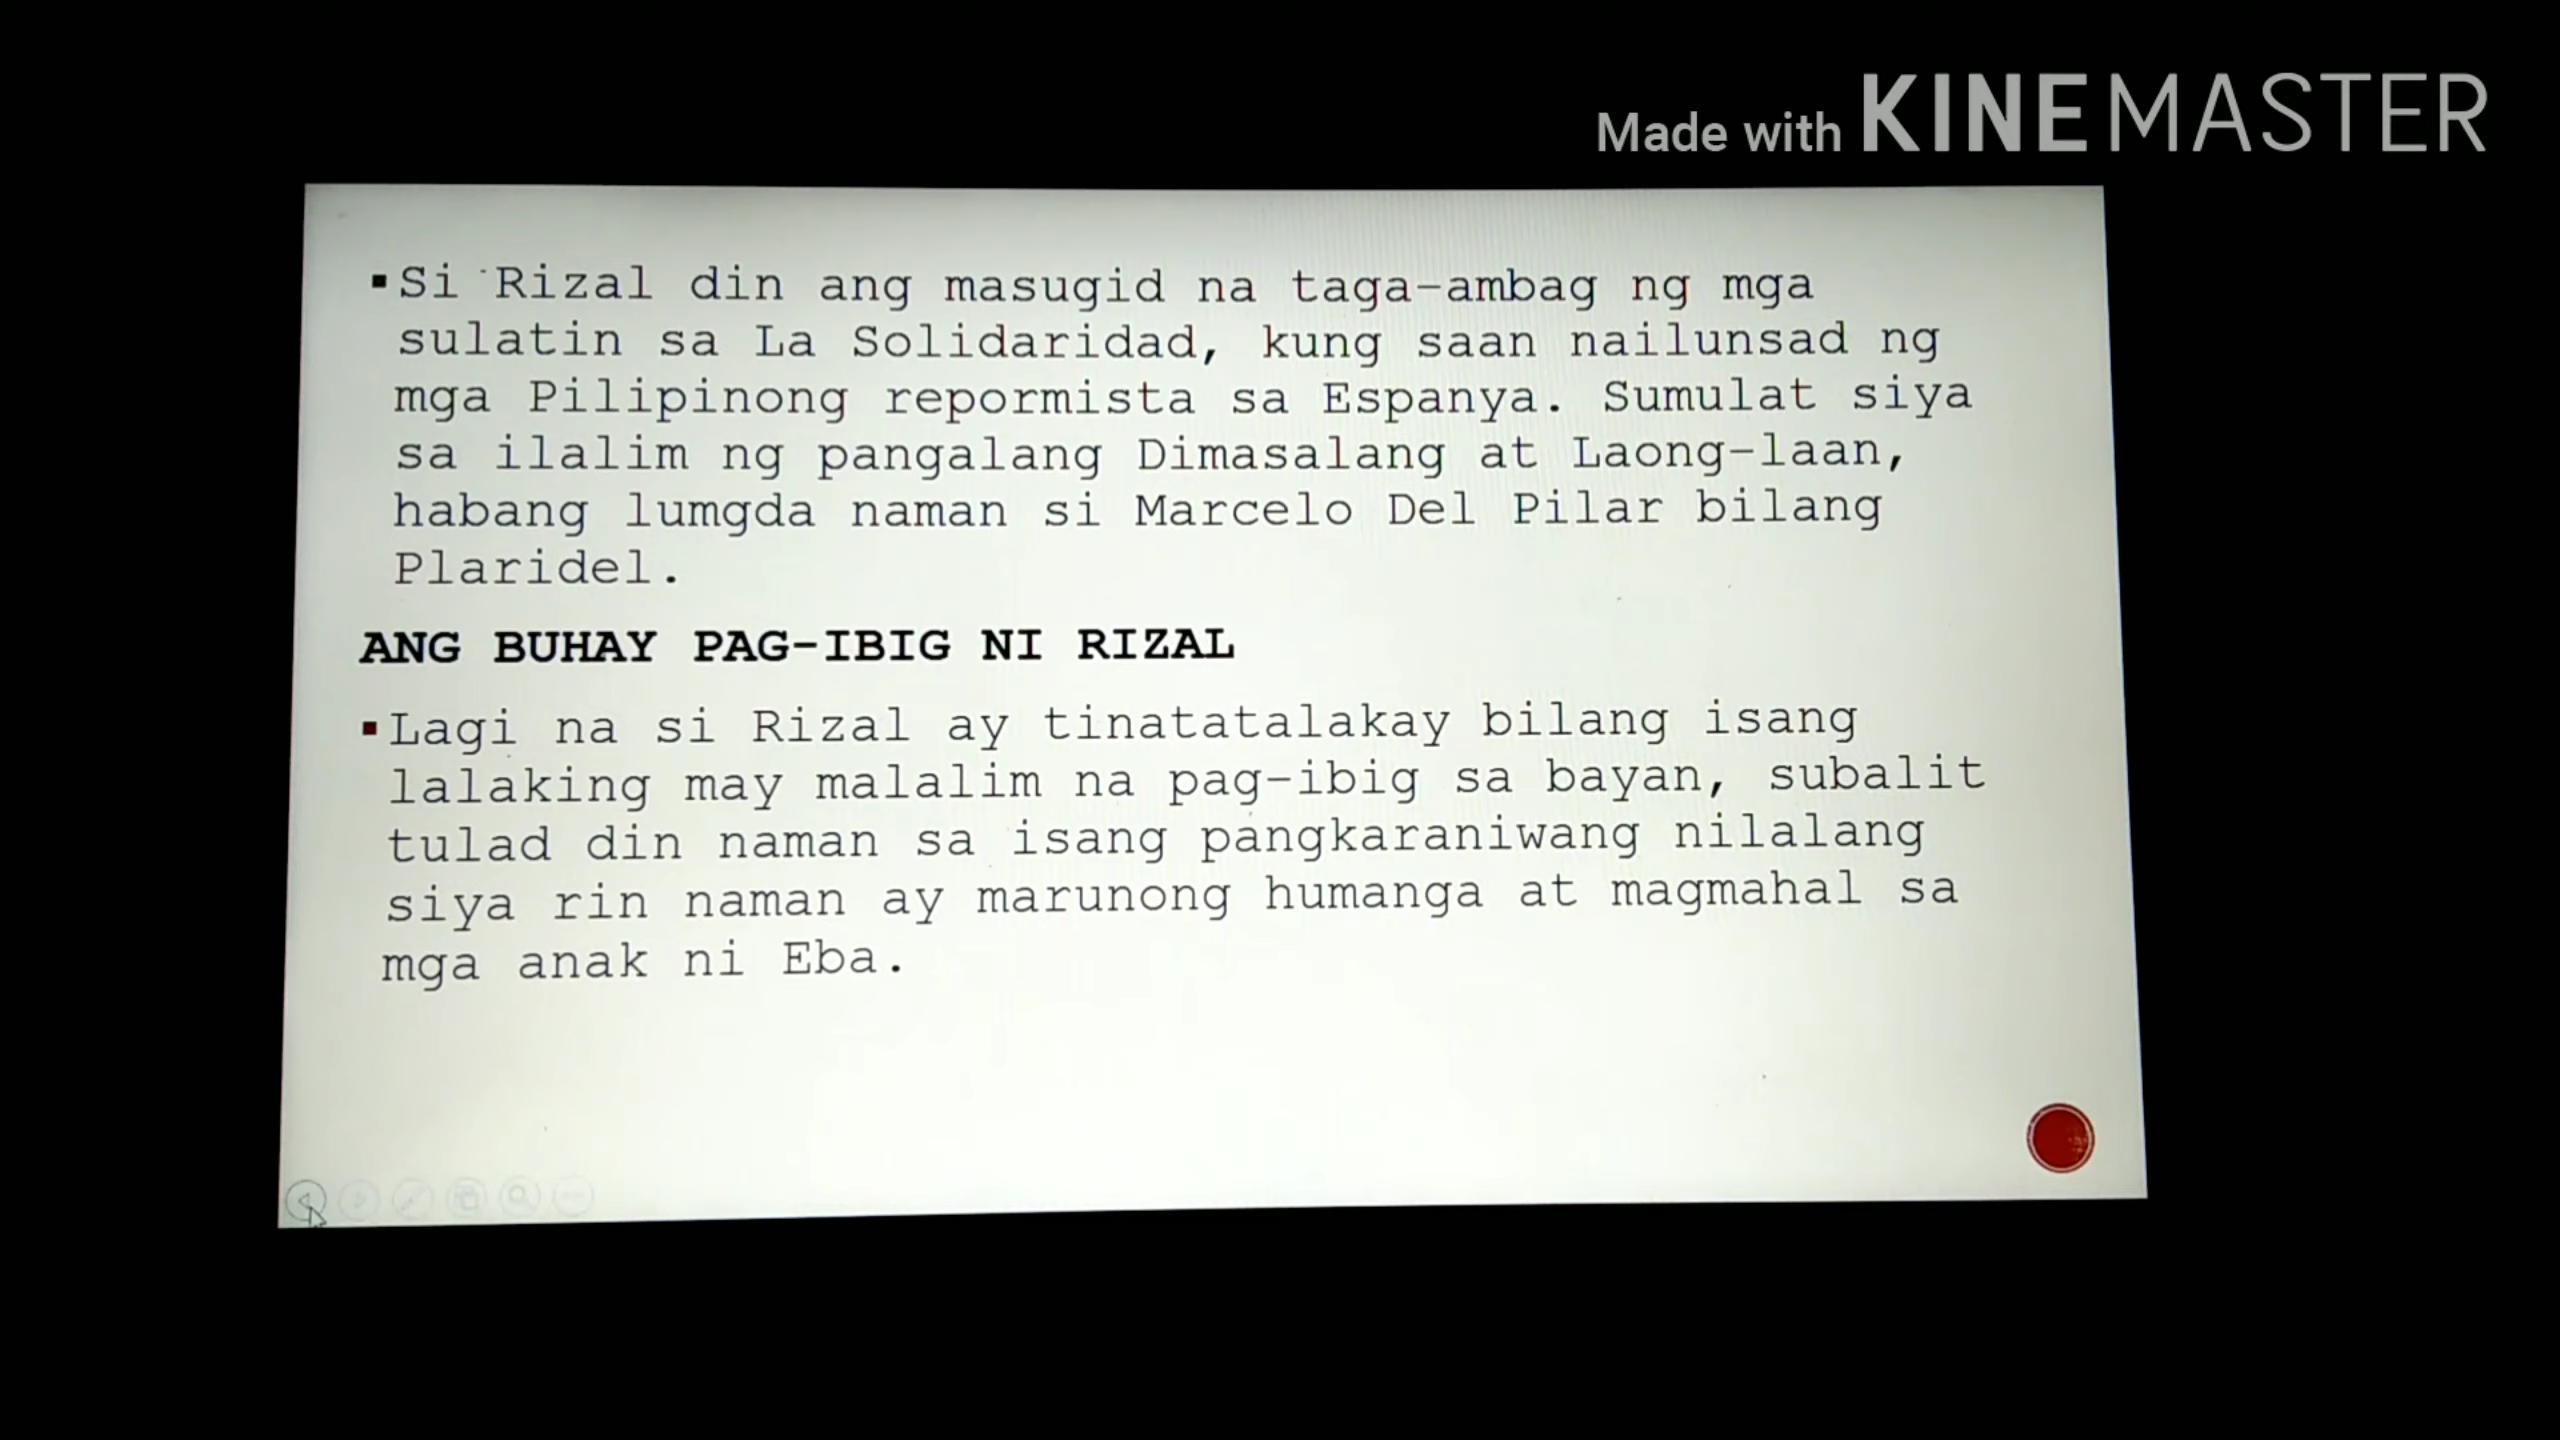 Made with KINEMASTER
▪Si Rizal din ang masugid na taga-ambag ng mga
sulatin sa La Solidaridad, kung saan nailunsad ng
mga Pilipinong repormista sa Espanya. Sumulat siya
sa ilalim ng pangalang Dimasalang at Laong-laan,
habang lumgda naman si Marcelo Del Pilar bilang
Plaridel.
ANG BUHAY PAG-IBIG NI RIZAL
▪Lagi na si Rizal ay tinatatalakay bilang isang
lalaking may malalim na pag-ibig sa bayan, subalit
tulad din naman sa isang pangkaraniwang nilalang
siya rin naman ay marunong humanga at magmahal sa
mga anak ni Eba.